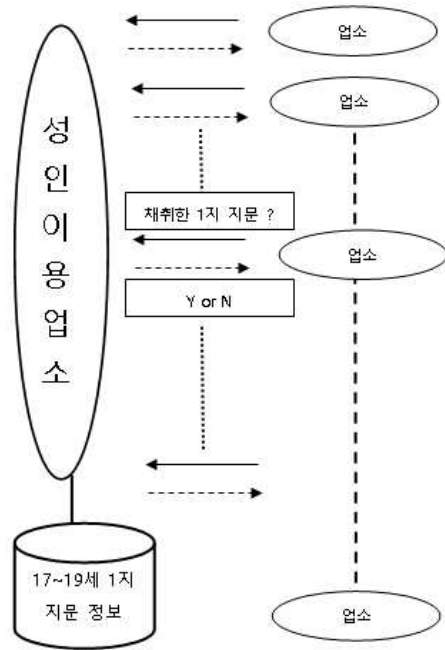 업소
업소
성인이용업소
채취한 1지 지문 ?
업소
Y or N
17~19세 1지
지문 정보
업소